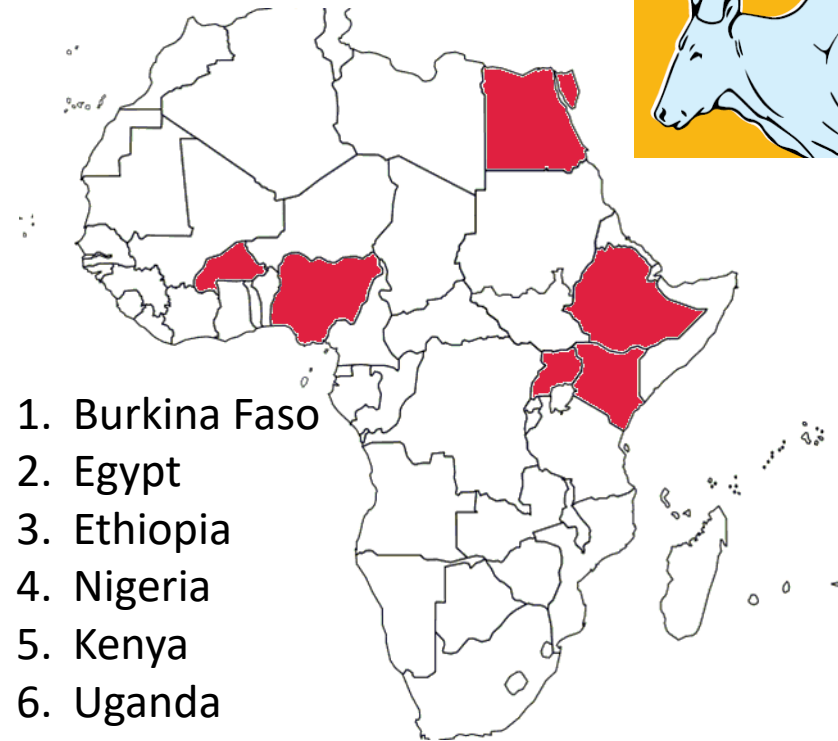 1. Burkina Faso
2. Egypt
3. Ethiopia
4. Nigeria
5. Kenya
6. Uganda